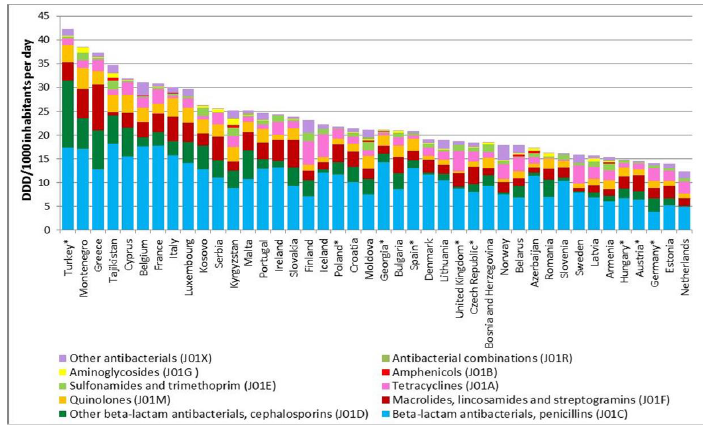 DDD/1000inhabitants per day
45
40
35
30
25
20
15
10
5
0
Turkey*
Montenegro
Greece
Tajikistan
Cyprus
Belgium
France
Italy
Luxembourg
Kosovo
Serbia
Kyrgyzstan
Malta
Portugal
Ireland
Slovakia
Finland
Iceland
Poland*
Croatia
Moldova
Georgia*
Bulgaria
Spain*
Denmark
Lithuania
United Kingdom*
Czech Republic*
Bosnia and Herzegovina
Norway
Belarus
Azerbaijan
Romania
Slovenia
Sweden
Latvia
Armenia
Hungary*
Austria*
Germany*
Estonia
Netherlands
Other antibacterials (J01X)
Antibacterial combinations (J01R)
Aminoglycosides (J01G )
Amphenicols (J01B)
Sulfonamides and trimethoprim (J01E)
Tetracyclines (J01A)
Quinolones (J01M)
Macrolides, lincosamides and streptogramins (J01F)
Other beta-lactam antibacterials, cephalosporins (J01D)
Beta-lactam antibacterials, penicillins (J01C)